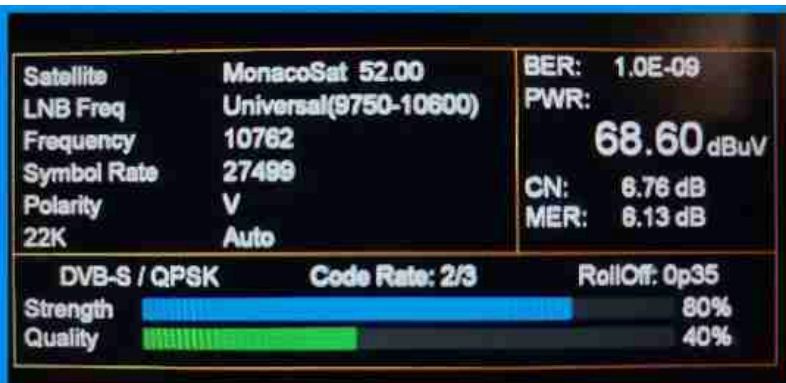 Satellite MonacoSat 52.00
LNB Freq Universal(9750-10600)
Frequency 10762
Symbol Rate 27499
Polarity V
22K Auto
BER: 1.0E-09
PWR:
68.60 dBuV
CN: 6.76 dB
MER: 6.13 dB
DVB-S / QPSK Code Rate: 2/3 RollOff: 0p35
Strength 80%
Quality 40%